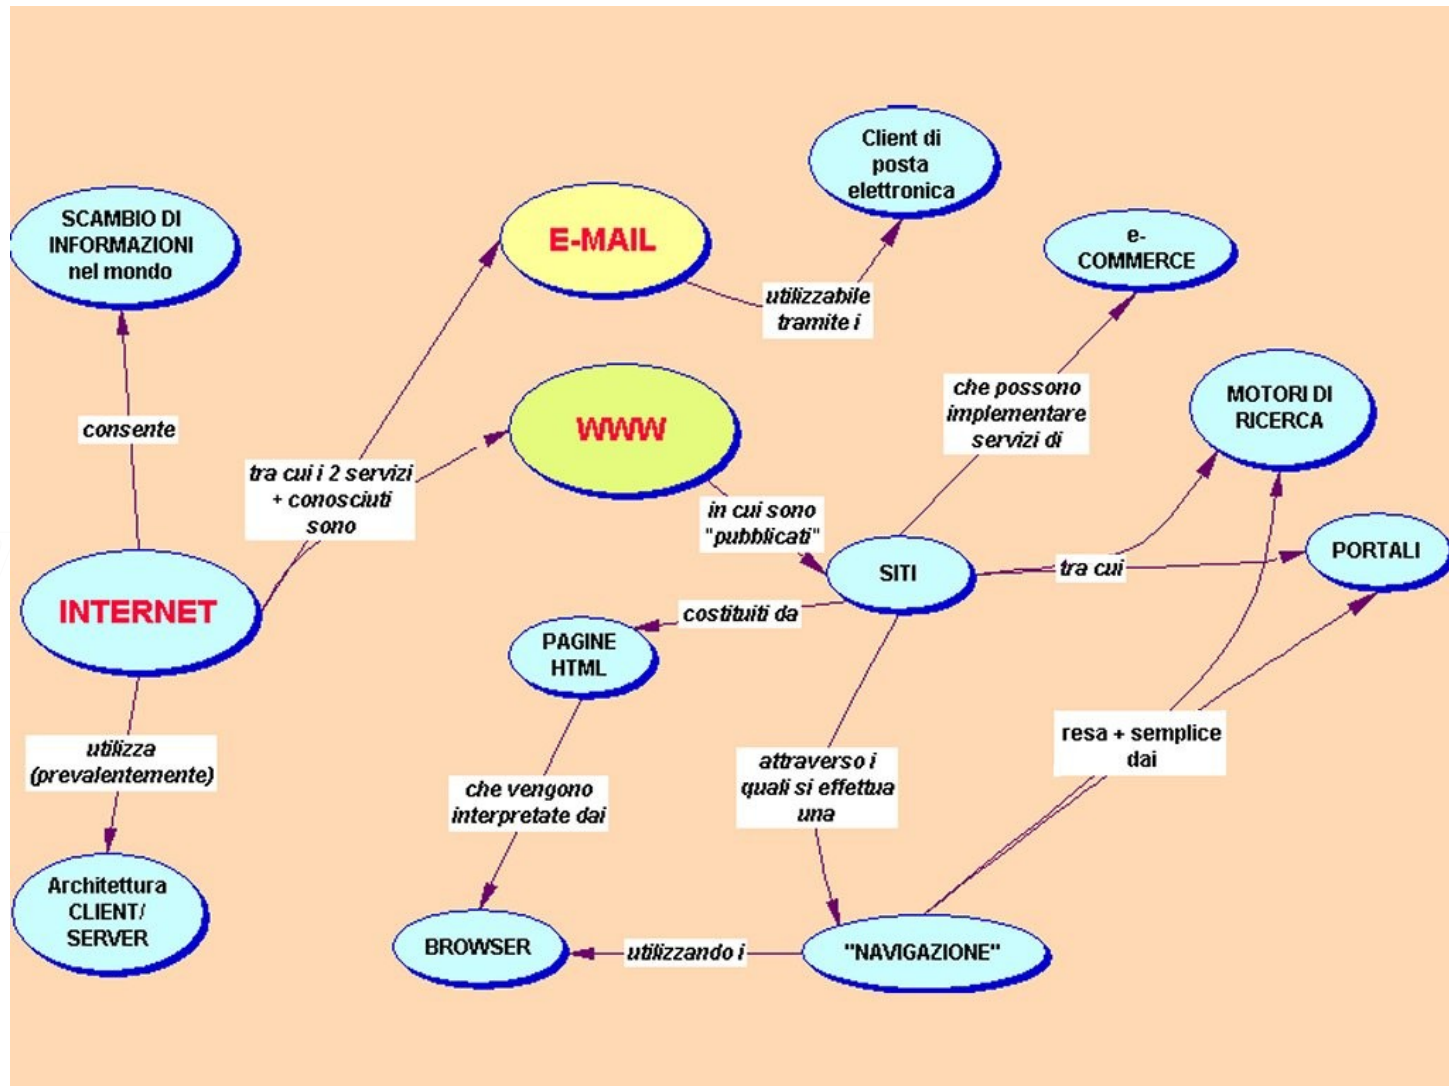 Client di
posta
elettronica
SCAMBIO DI
INFORMAZIONI
nel mondo
E-MAIL
e-
COMMERCE
utilizzabile
tramite i
che possono
implementare
servizi di
MOTORI DI
RICERCA
consente
WWW
tra cui i 2 servizi
+ conosciuti
sono
in cui sono
"pubblicati"
SITI
tra cui
PORTALI
INTERNET
costituiti da
PAGINE
HTML
utilizza
(prevalentemente)
attraverso i
quali si effettua
una
resa + semplice
dai
che vengono
interpretate dai
Architettura
CLIENT/
SERVER
BROWSER
utilizzando i
"NAVIGAZIONE"